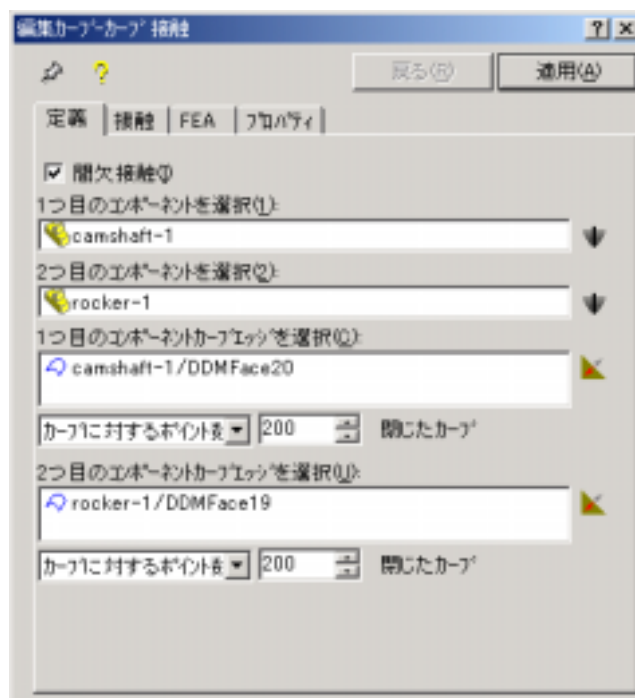 編集カーブ-カーブ 接触
戻る(R) 適用(A)
定義 接触 FEA プロパティ
間欠接触(I)
1つ目のコンポーネントを選択(1):
camshaft-1
2つ目のコンポーネントを選択(2):
rocker-1
1つ目のコンポーネントカーブエッジを選択(C):
camshaft-1/DDMFace20
カーブに対するポイント数 200 閉じたカーブ
2つ目のコンポーネントカーブエッジを選択(U):
rocker-1/DDMFace19
カーブに対するポイント数 200 閉じたカーブ